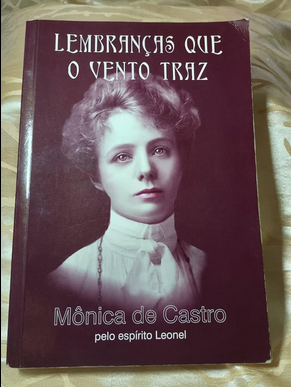 LEMBRANÇAS QUE
O VENTO TRAZ
Mônica de Castro
pelo espírito Leonel